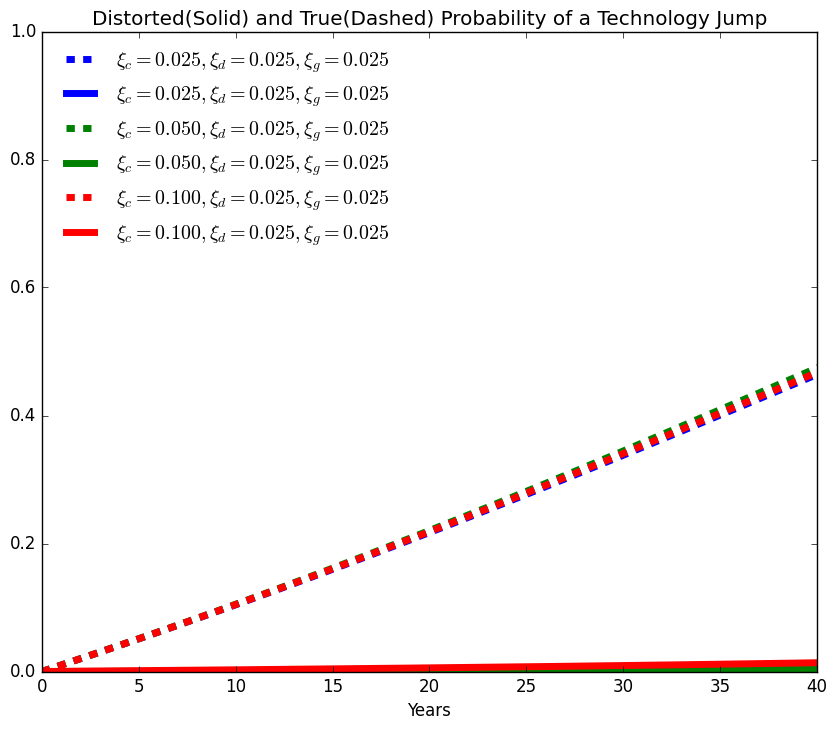 Distorted(Solid) and True(Dashed) Probability of a Technology Jump
1.0
ξc = 0.025, ξd = 0.025, ξg = 0.025
ξc = 0.025, ξd = 0.025, ξg = 0.025
ξc = 0.050, ξd = 0.025, ξg = 0.025
0.8
ξc = 0.050, ξd = 0.025, ξg = 0.025
ξc = 0.100, ξd = 0.025, ξg = 0.025
ξc = 0.100, ξd = 0.025, ξg = 0.025
0.6
0.4
0.2
0.0
0 5 10 15 20 25 30 35 40
Years